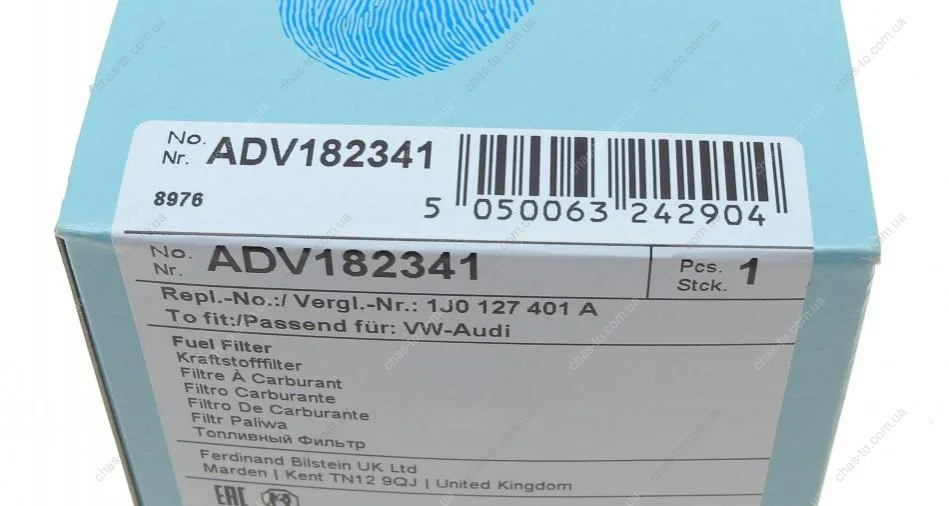 No.
Nr. ADV182341
8976
5 050063 242904
No.
Nr. ADV182341
Pcs.
Stck. 1
Repl.-No.:/ Vergl.-Nr.: 1J0 127 401 A
To fit:/Passend für: VW-Audi
Fuel Filter
Kraftstofffilter
Filtre À Carburant
Filtro Carburante
Filtro De Carburante
Filtr Paliwa
Топливный Фильтр
Ferdinand Bilstein UK Ltd
Marden | Kent TN12 9QJ | United Kingdom
EAC
chas-to.com.ua